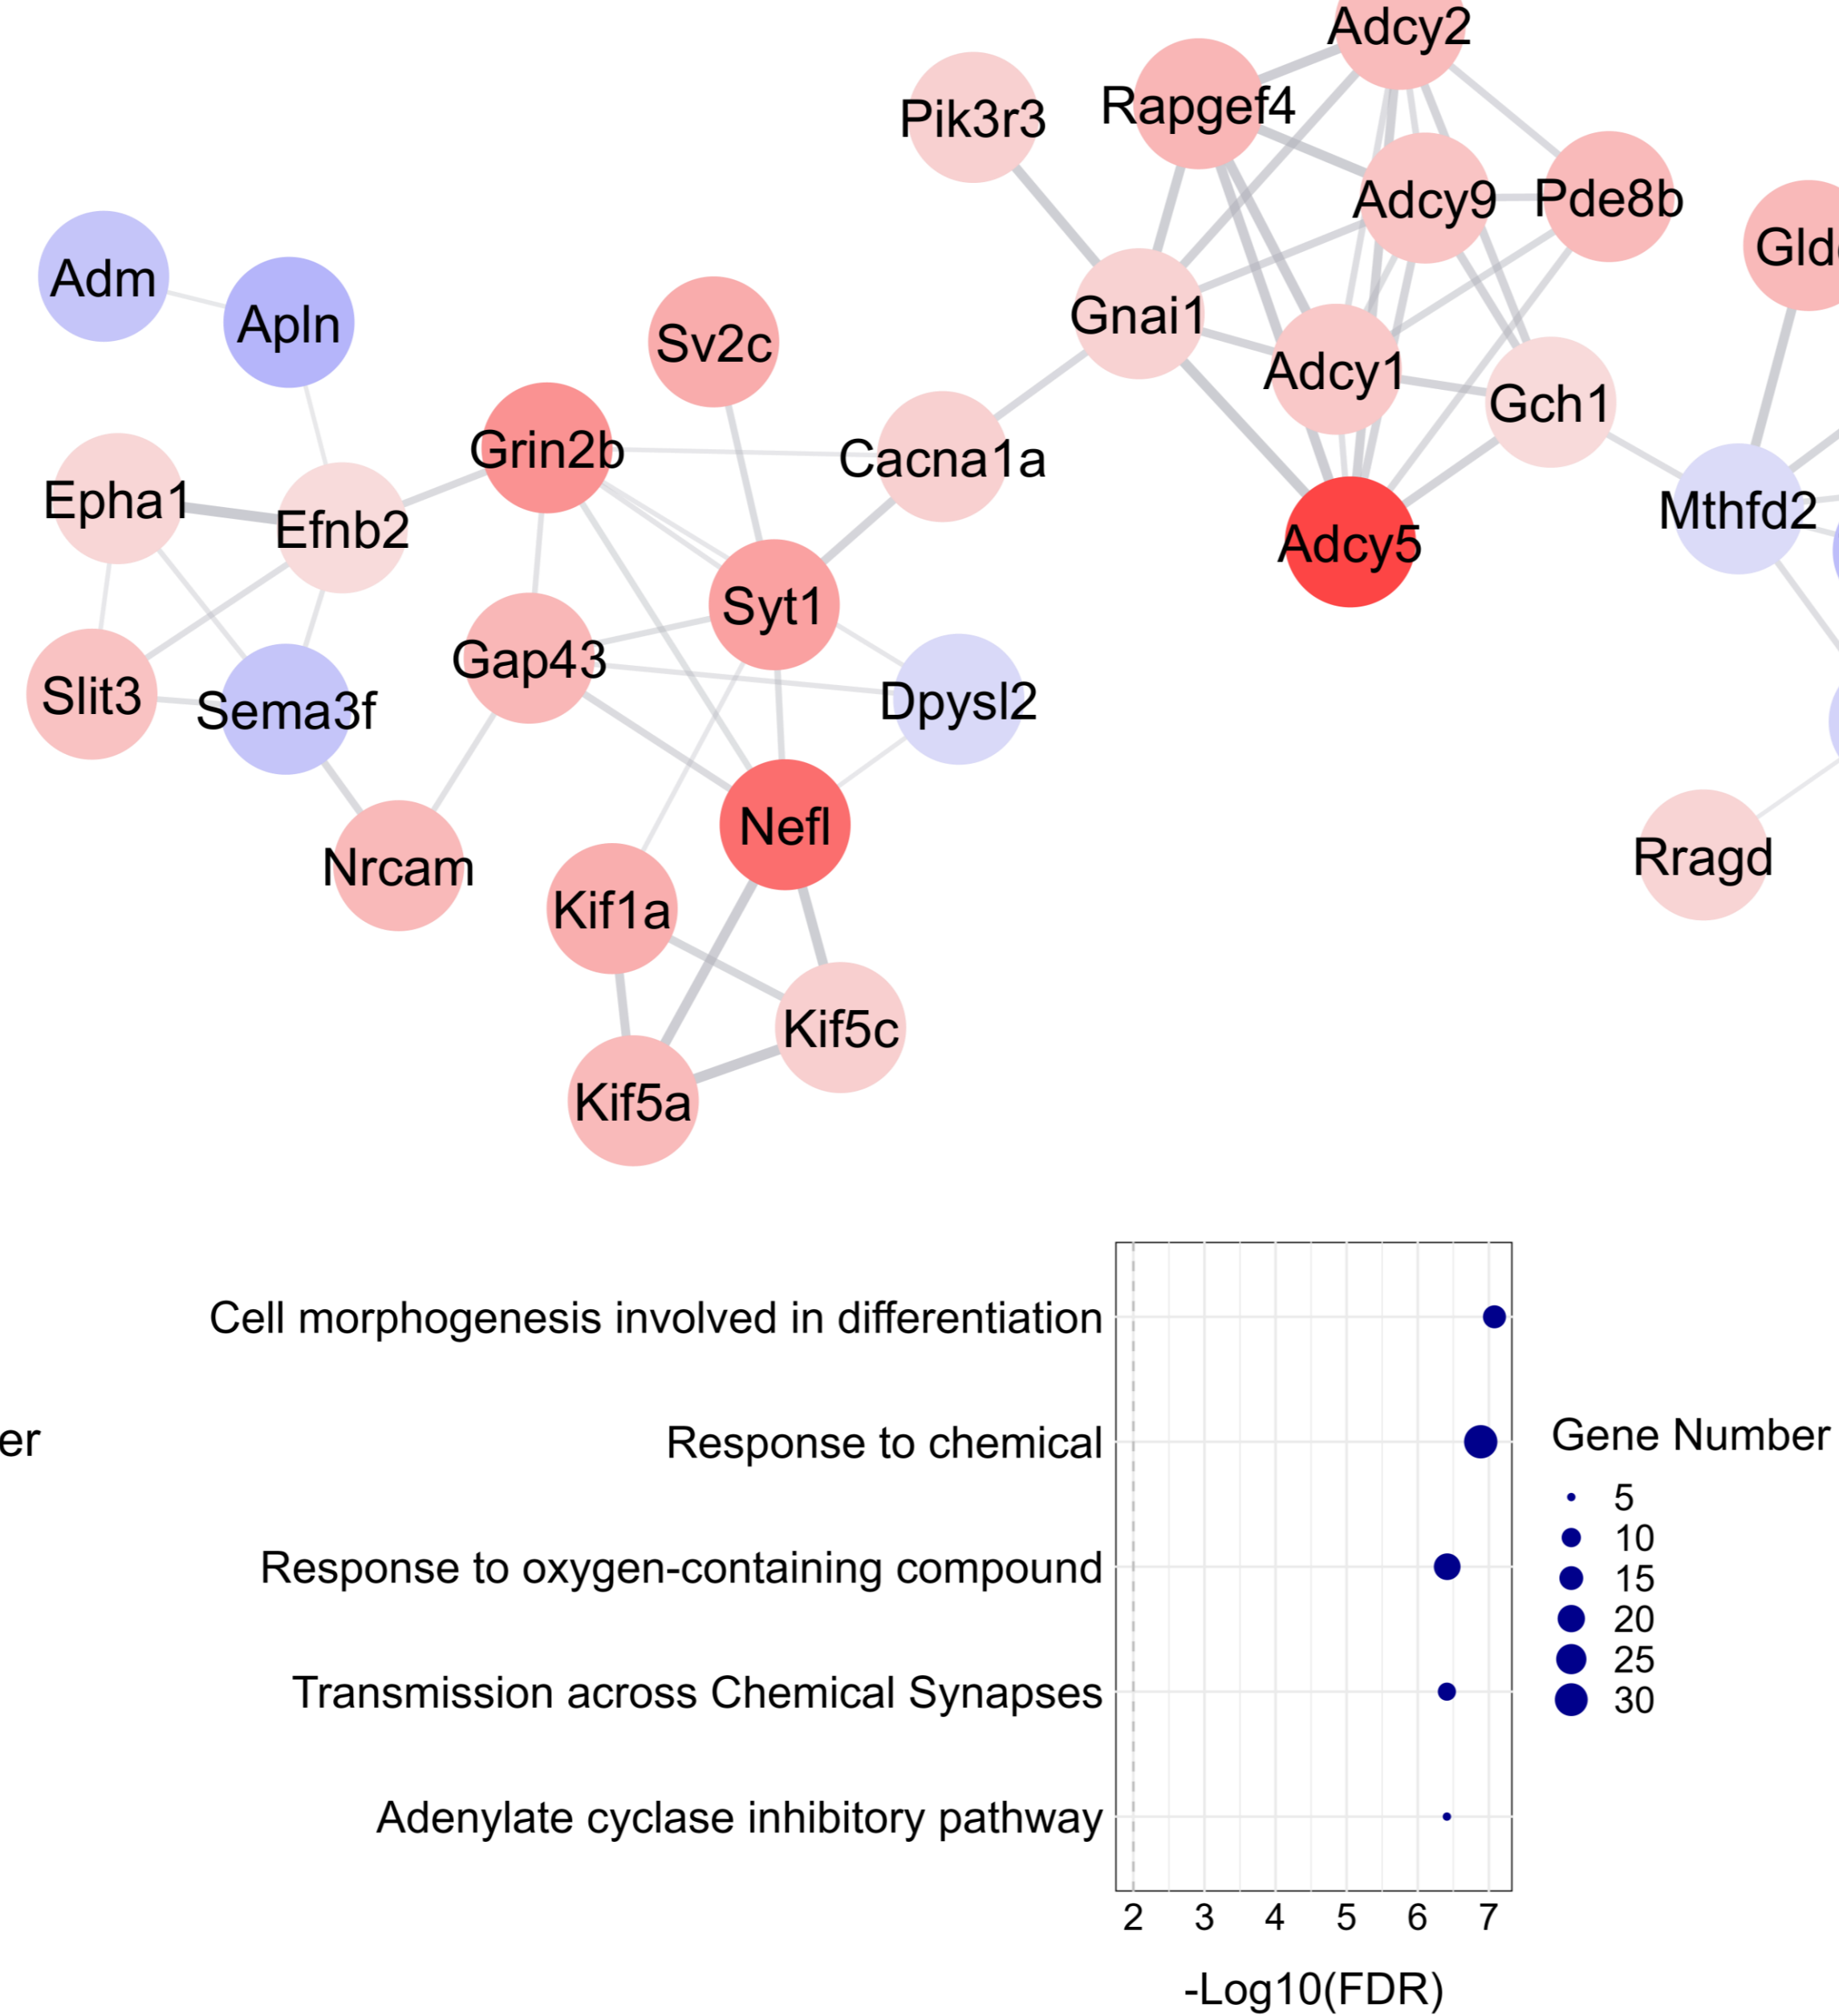 Adcy2
Pik3r3
Rapgef4
Adcy9
Pde8b
Adm
Apln
Gnai1
Sv2c
Adcy1
Gch1
Grin2b
Cacna1a
Epha1
Efnb2
Mthfd2
Adcy5
Syt1
Gap43
Slit3
Sema3f
Dpysl2
Nefl
Nrcam
Rragd
Kif1a
Kif5c
Kif5a
Cell morphogenesis involved in differentiation
Response to chemical
Response to oxygen-containing compound
Transmission across Chemical Synapses
Adenylate cyclase inhibitory pathway
er
Gene Number
5
10
15
20
25
30
2 3 4 5 6 7
-Log10(FDR)